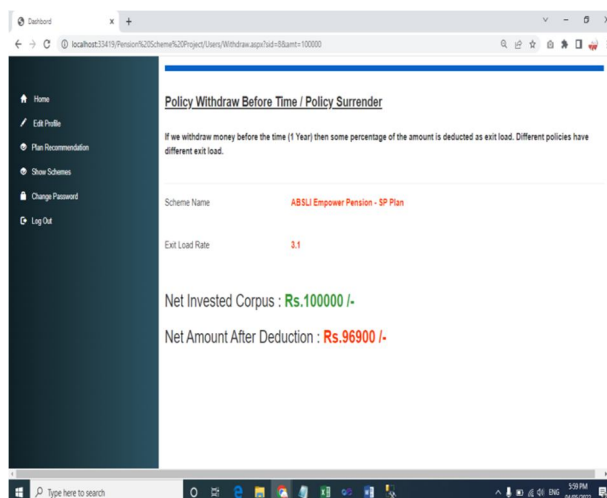 Dashbord
localhost:53419/Pension%20Scheme%20Project/Users/Withdraw.aspx?sid=8&amt=100000
Home
Edit Profile
Plan Recommendation
Show Schemes
Change Password
Log Out
Policy Withdraw Before Time / Policy Surrender
If we withdraw money before the time (1 Year) then some percentage of the amount is deducted as exit load. Different policies have
different exit load.
Scheme Name ABSLI Empower Pension - SP Plan
Exit Load Rate 3.1
Net Invested Corpus : Rs.100000 /-
Net Amount After Deduction : Rs.96900 /-
Type here to search
ENG
5:59 PM